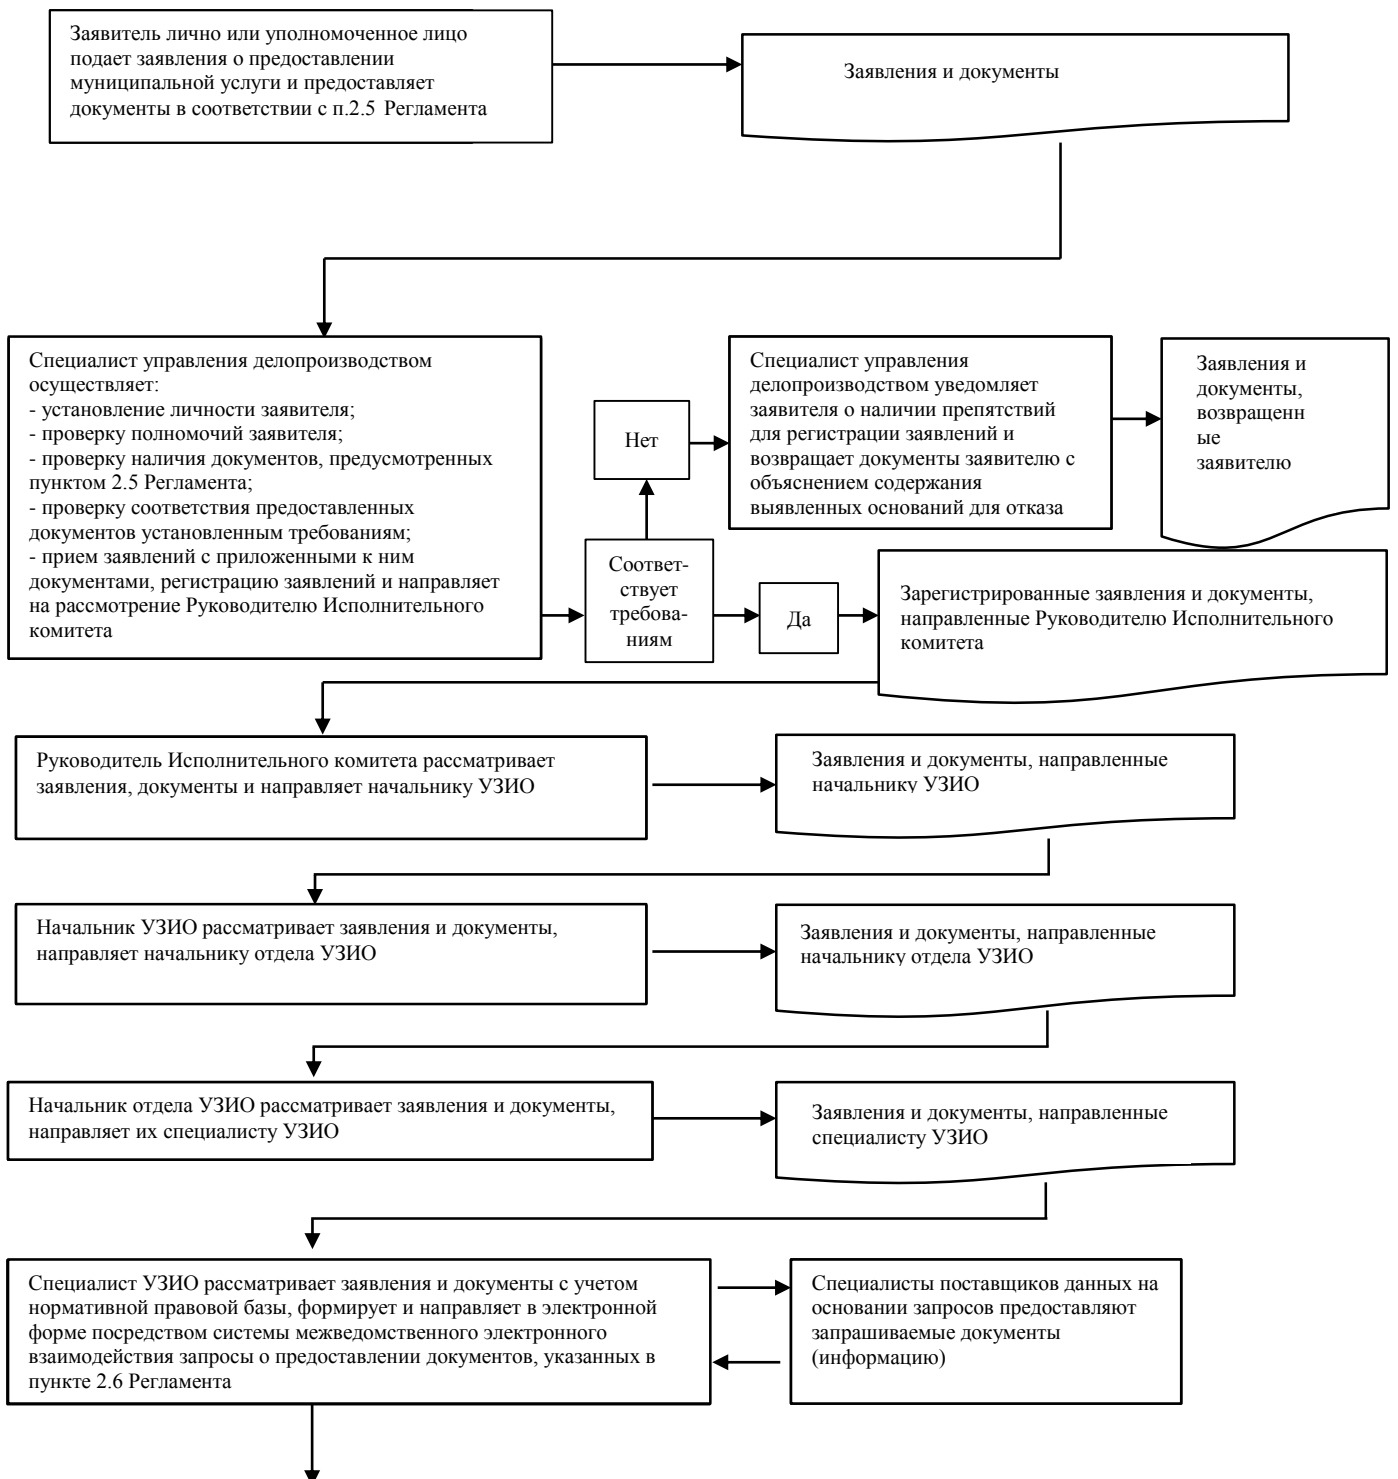 Заявитель лично или уполномоченное лицо
подает заявления о предоставлении
муниципальной услуги и предоставляет
документы в соответствии с п.2.5 Регламента
Заявления и документы
Специалист управления делопроизводством
осуществляет:
- установление личности заявителя;
- проверку полномочий заявителя;
- проверку наличия документов, предусмотренных
пунктом 2.5 Регламента;
- проверку соответствия предоставленных
документов установленным требованиям;
- прием заявлений с приложенными к ним
документами, регистрацию заявлений и направляет
на рассмотрение Руководителю Исполнительного
комитета
Соответ-
ствует
требова-
ниям
Нет
Специалист управления
делопроизводством уведомляет
заявителя о наличии препятствий
для регистрации заявлений и
возвращает документы заявителю с
объяснением содержания
выявленных оснований для отказа
Заявления и
документы,
возвращенн
ые
заявителю
Да
Зарегистрированные заявления и документы,
направленные Руководителю Исполнительного
комитета
Руководитель Исполнительного комитета рассматривает
заявления, документы и направляет начальнику УЗИО
Заявления и документы, направленные
начальнику УЗИО
Начальник УЗИО рассматривает заявления и документы,
направляет начальнику отдела УЗИО
Заявления и документы, направленные
начальнику отдела УЗИО
Начальник отдела УЗИО рассматривает заявления и документы,
направляет их специалисту УЗИО
Заявления и документы, направленные
специалисту УЗИО
Специалист УЗИО рассматривает заявления и документы с учетом
нормативной правовой базы, формирует и направляет в электронной
форме посредством системы межведомственного электронного
взаимодействия запросы о предоставлении документов, указанных в
пункте 2.6 Регламента
Специалисты поставщиков данных на
основании запросов предоставляют
запрашиваемые документы
(информацию)